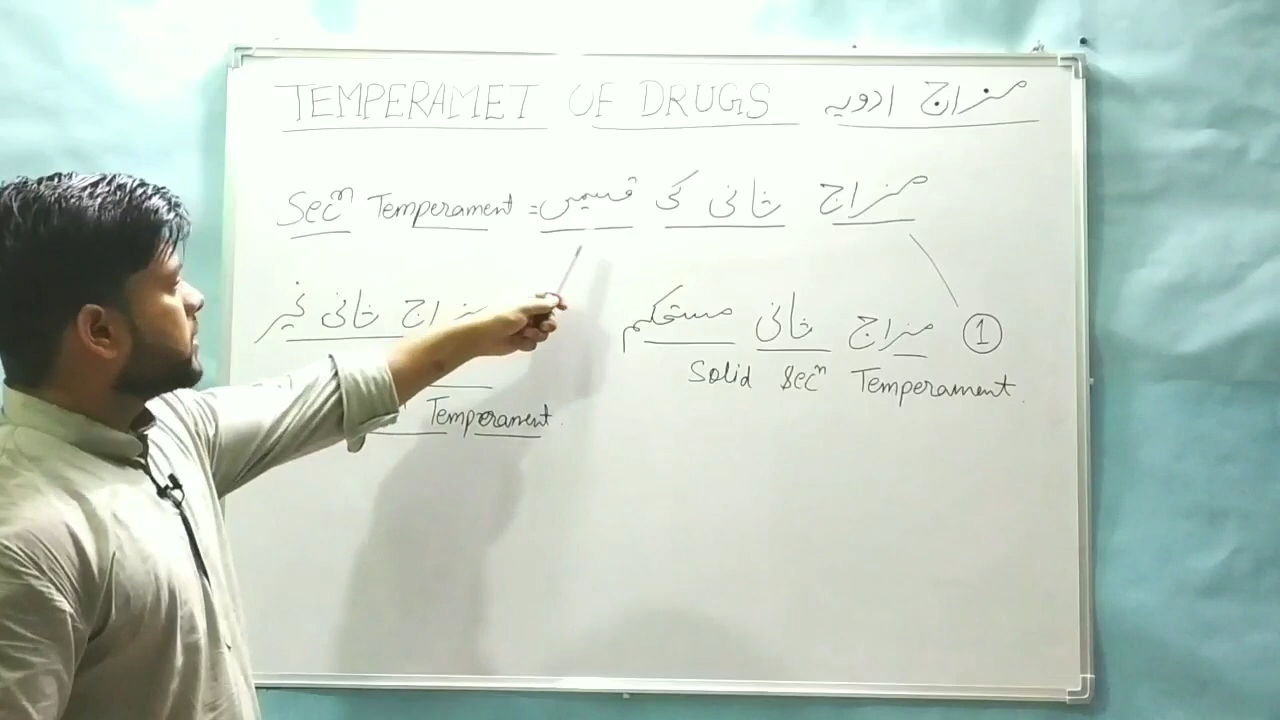 TEMPERAMET OF DRUGS مزاج ادویہ
Secⁿ Temperament = مزاج ثانی کی قسمیں
① مزاج ثانی مستحکم
Solid Secⁿ Temperament.
مزاج ثانی غیر
Temperament.